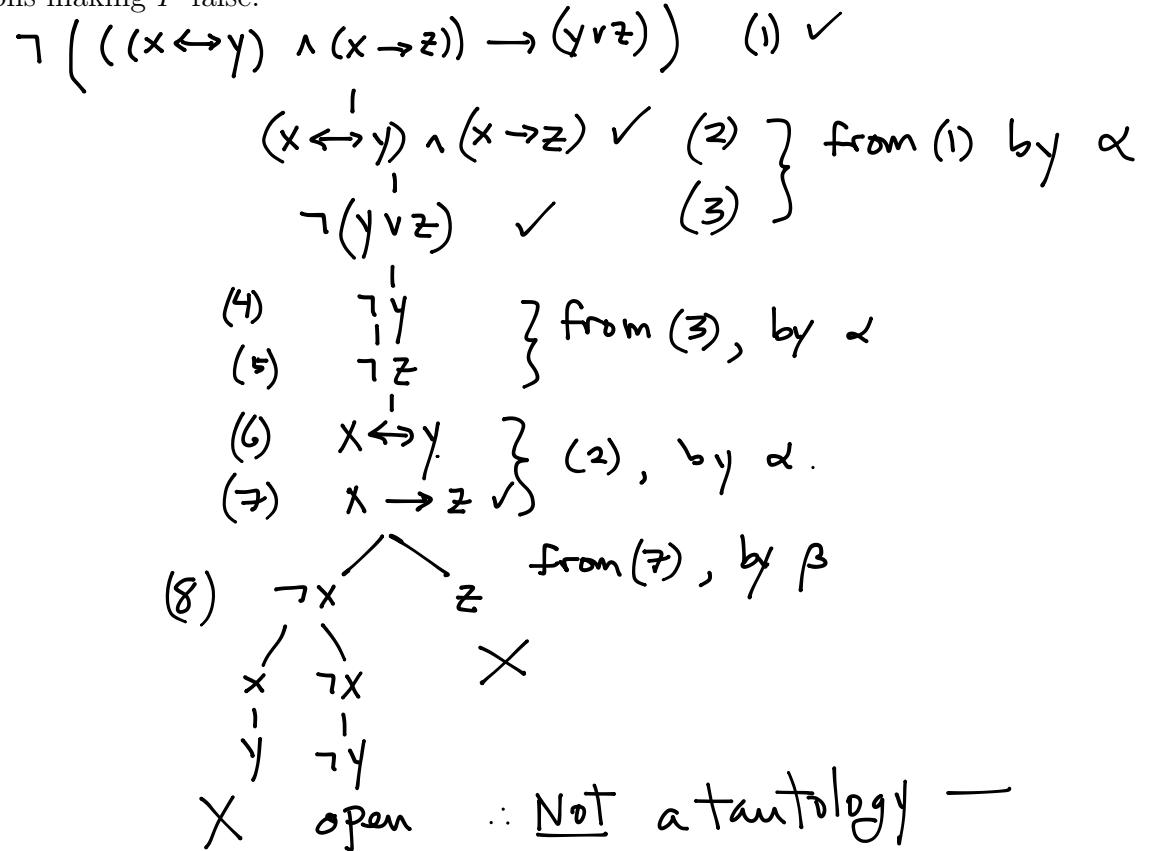 ons making F false.
¬(((x↔y) ∧ (x→z)) → (y∨z)) (1) ✓
(x↔y) ∧ (x→z) ✓ (2) } from (1) by α
¬(y∨z) ✓ (3)
(4) ¬y } from (3), by α
(5) ¬z
(6) x↔y } (2), by α.
(7) x→z ✓
from (7), by β
(8) ¬x z
x ¬x X
y ¬y
X open ∴ Not a tautology —